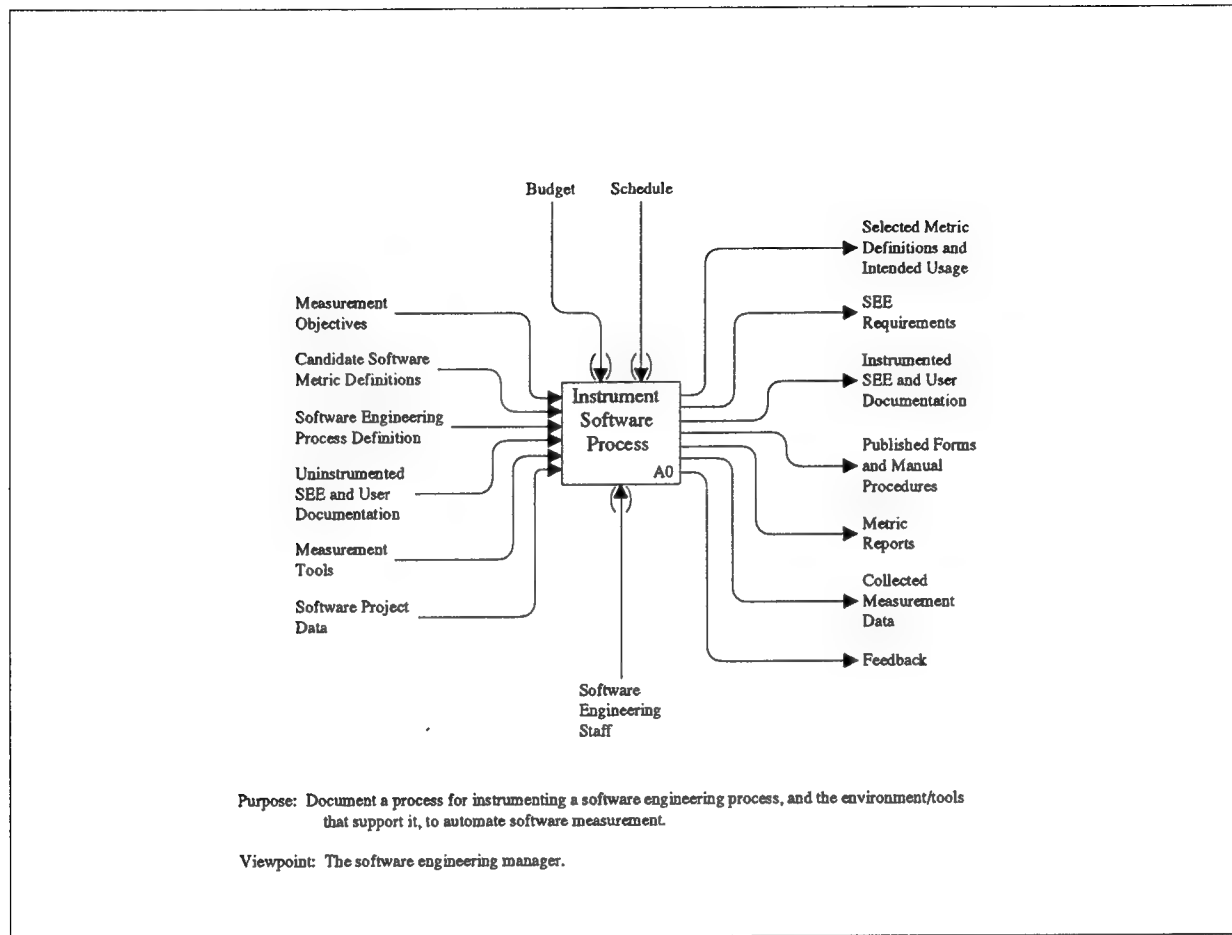 Budget
Schedule
Measurement
Objectives
Candidate Software
Metric Definitions
Software Engineering
Process Definition
Uninstrumented
SEE and User
Documentation
Measurement
Tools
Software Project
Data
Instrument
Software
Process
A0
Software
Engineering
Staff
Selected Metric
Definitions and
Intended Usage
SEE
Requirements
Instrumented
SEE and User
Documentation
Published Forms
and Manual
Procedures
Metric
Reports
Collected
Measurement
Data
Feedback
Purpose: Document a process for instrumenting a software engineering process, and the environment/tools
that support it, to automate software measurement.
Viewpoint: The software engineering manager.